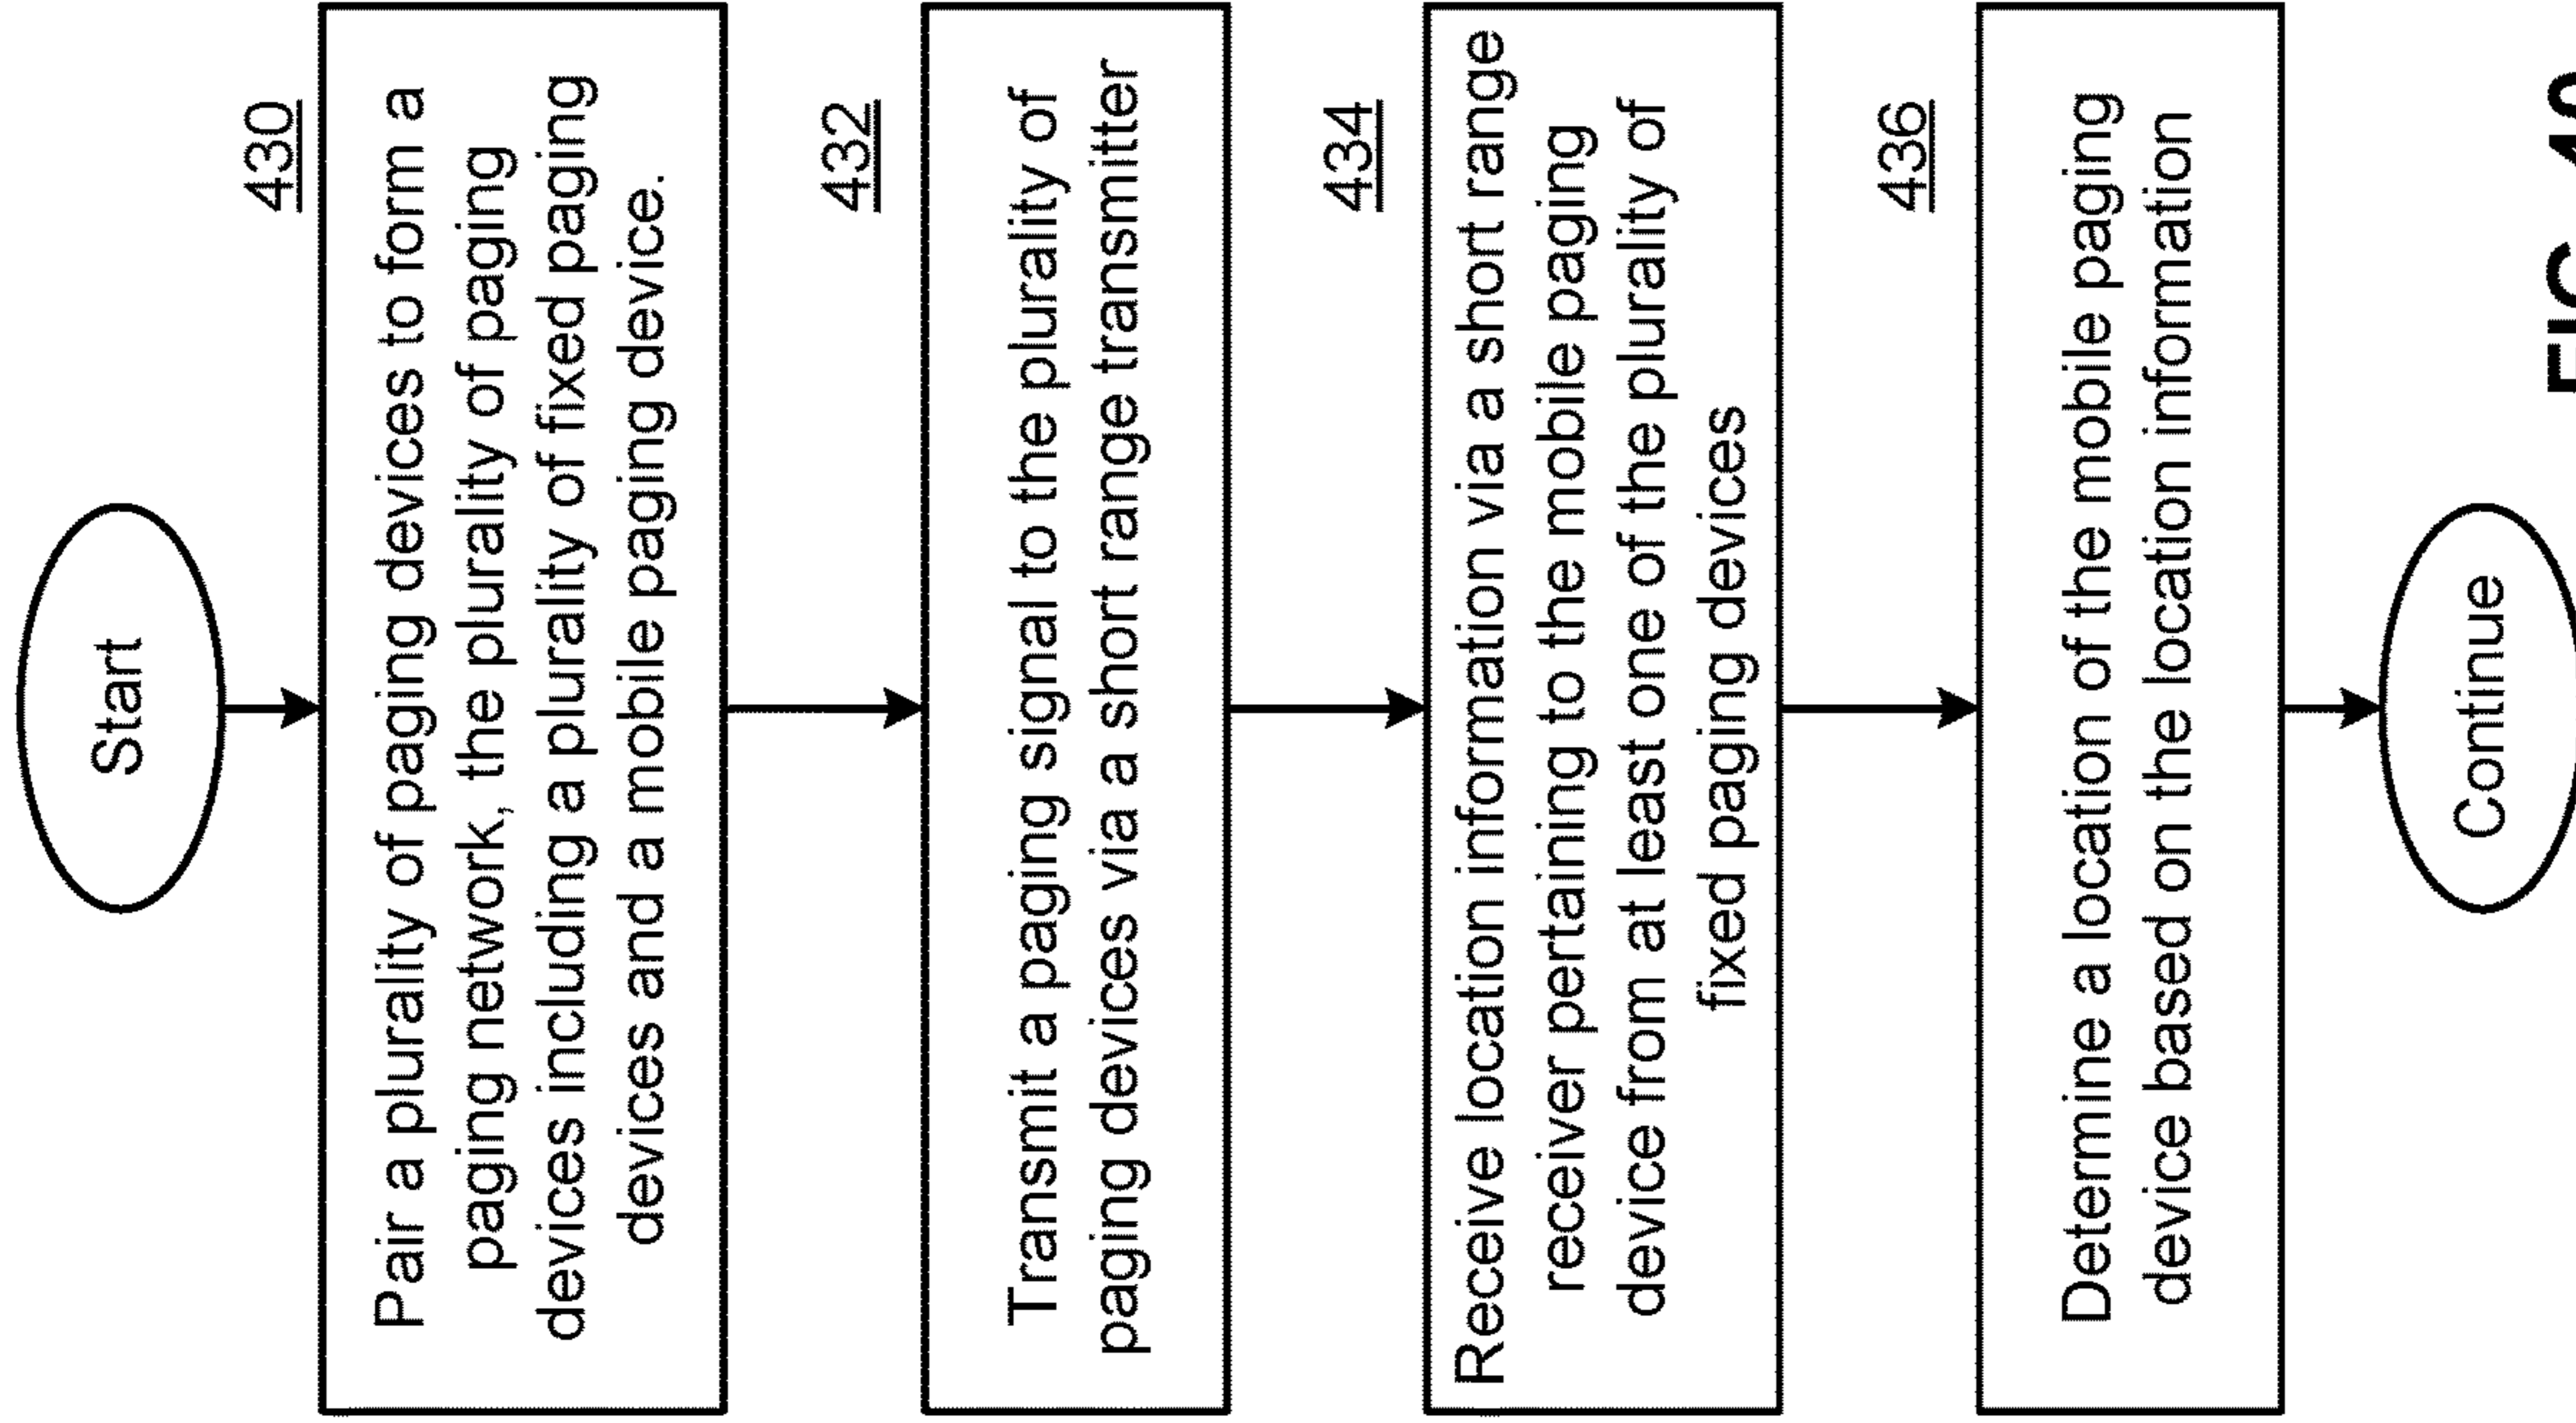 Start
430
Pair a plurality of paging devices to form a
paging network, the plurality of paging
devices including a plurality of fixed paging
devices and a mobile paging device.
432
Transmit a paging signal to the plurality of
paging devices via a short range transmitter
434
Receive location information via a short range
receiver pertaining to the mobile paging
device from at least one of the plurality of
fixed paging devices
436
Determine a location of the mobile paging
device based on the location information
Continue
FIG.